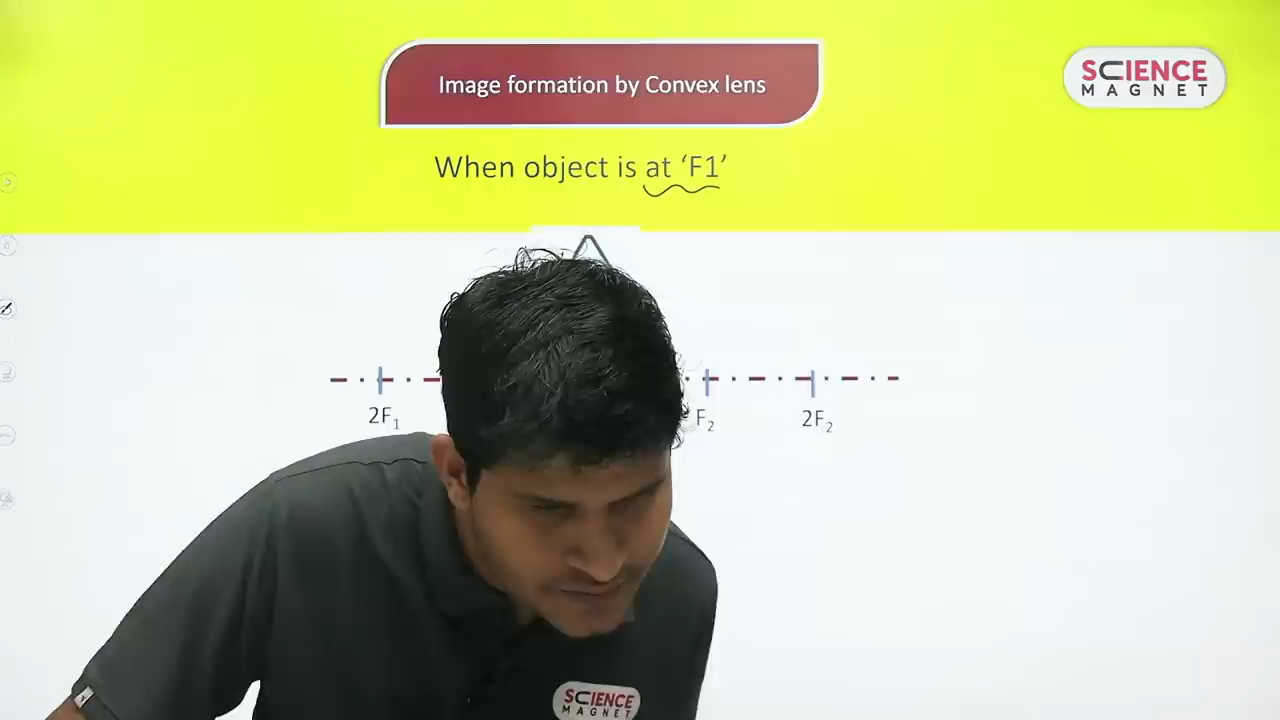 Image formation by Convex lens
SCIENCE
MAGNET
When object is at ‘F1’
2F₁
F₂
2F₂
SCIENCE
MAGNET